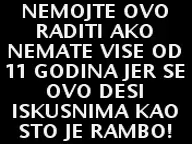 NEMOJTE OVO
RADITI AKO
NEMATE VISE OD
11 GODINA JER SE
OVO DESI
ISKUSNIMA KAO
STO JE RAMBO!